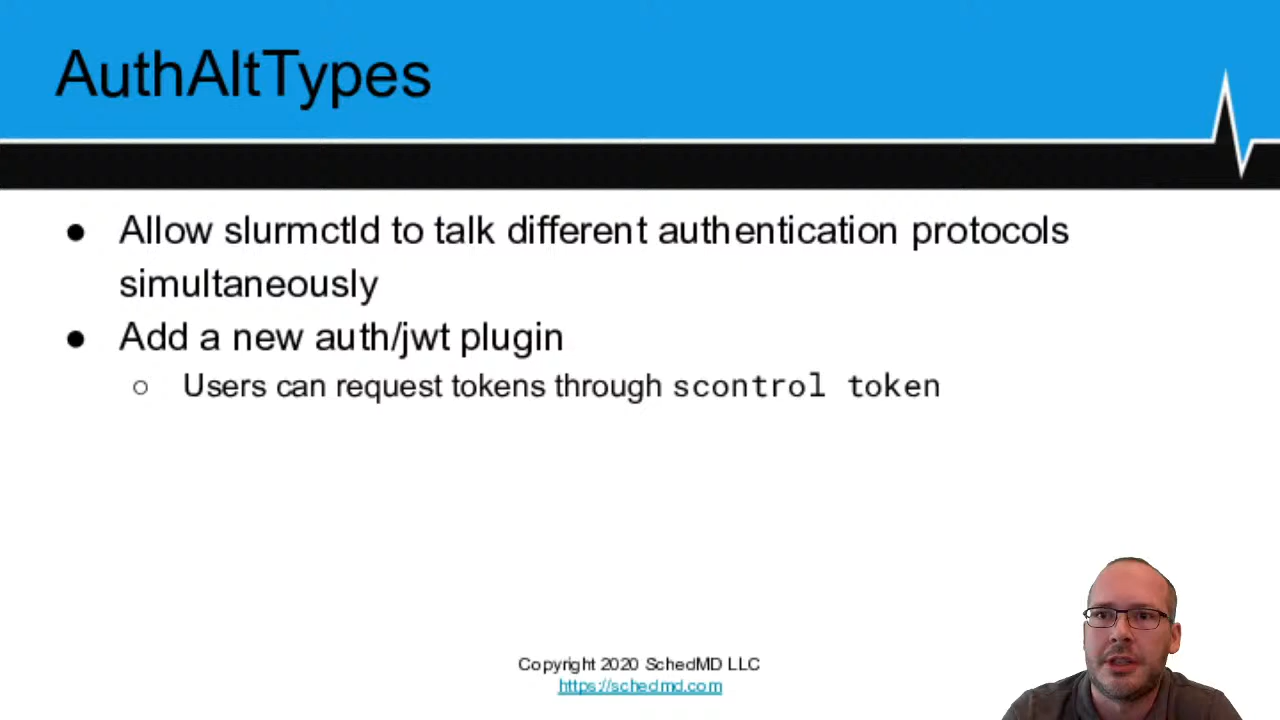 AuthAltTypes
● Allow slurmctld to talk different authentication protocols
simultaneously
● Add a new auth/jwt plugin
○ Users can request tokens through scontrol token
Copyright 2020 SchedMD LLC
https://schedmd.com